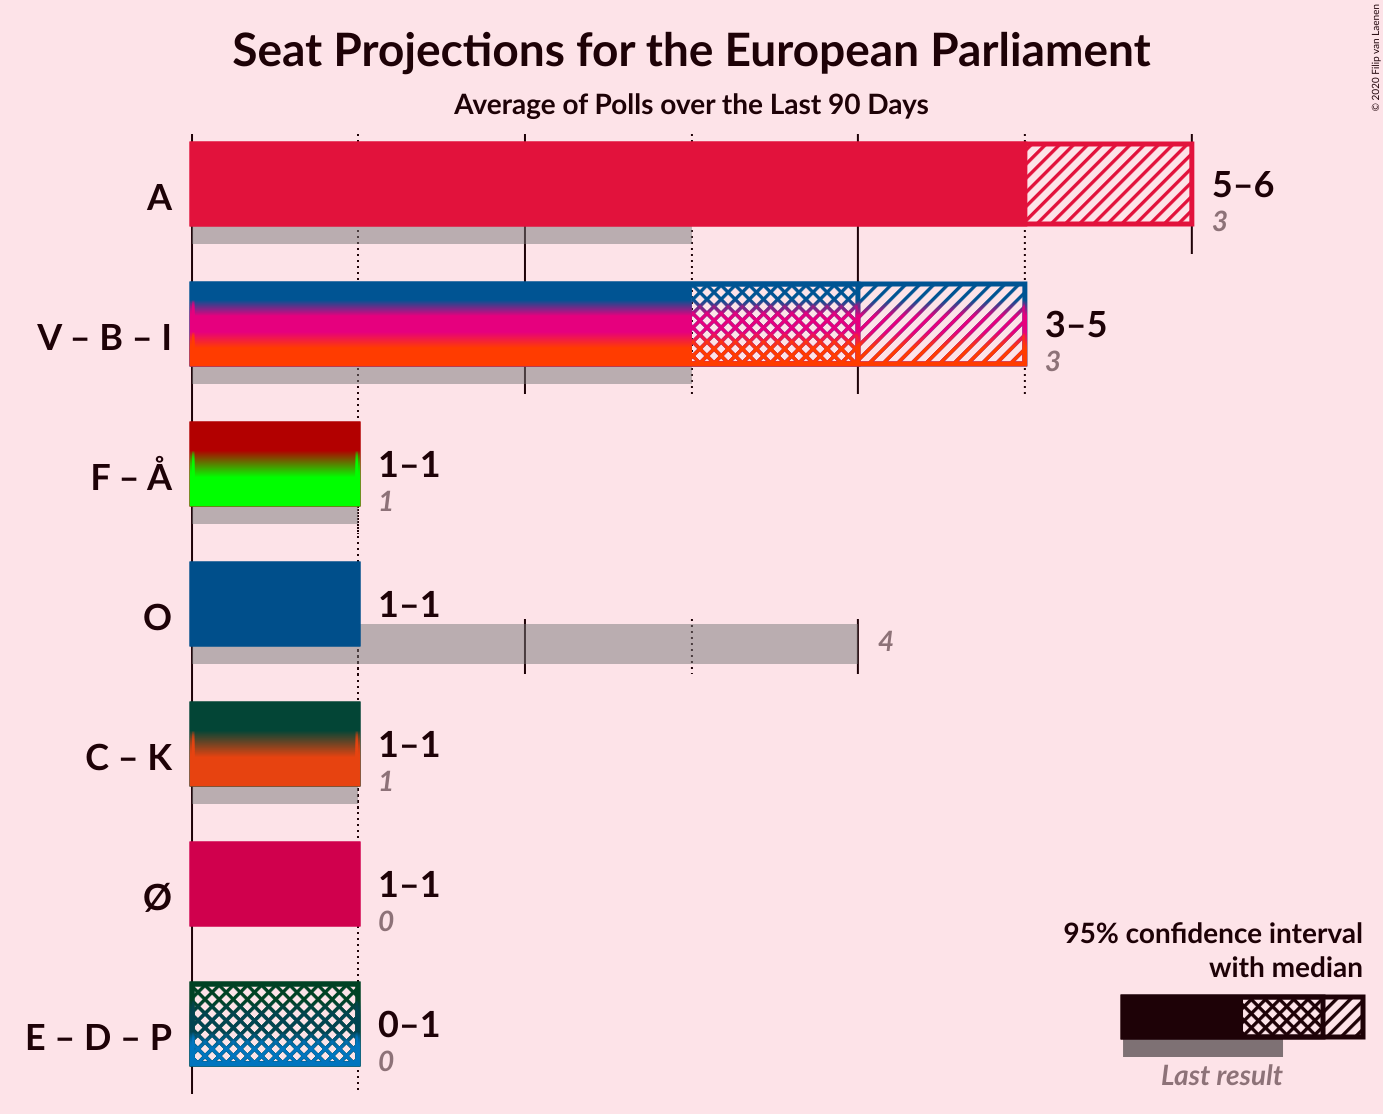 Seat Projections for the European Parliament
Average of Polls over the Last 90 Days
© 2020 Filip van Laenen
A
5–6
3
V – B – I
3–5
3
F – Å
1–1
1
O
1–1
4
C – K
1–1
1
Ø
1–1
0
E – D – P
0–1
0
95% confidence interval
with median
Last result